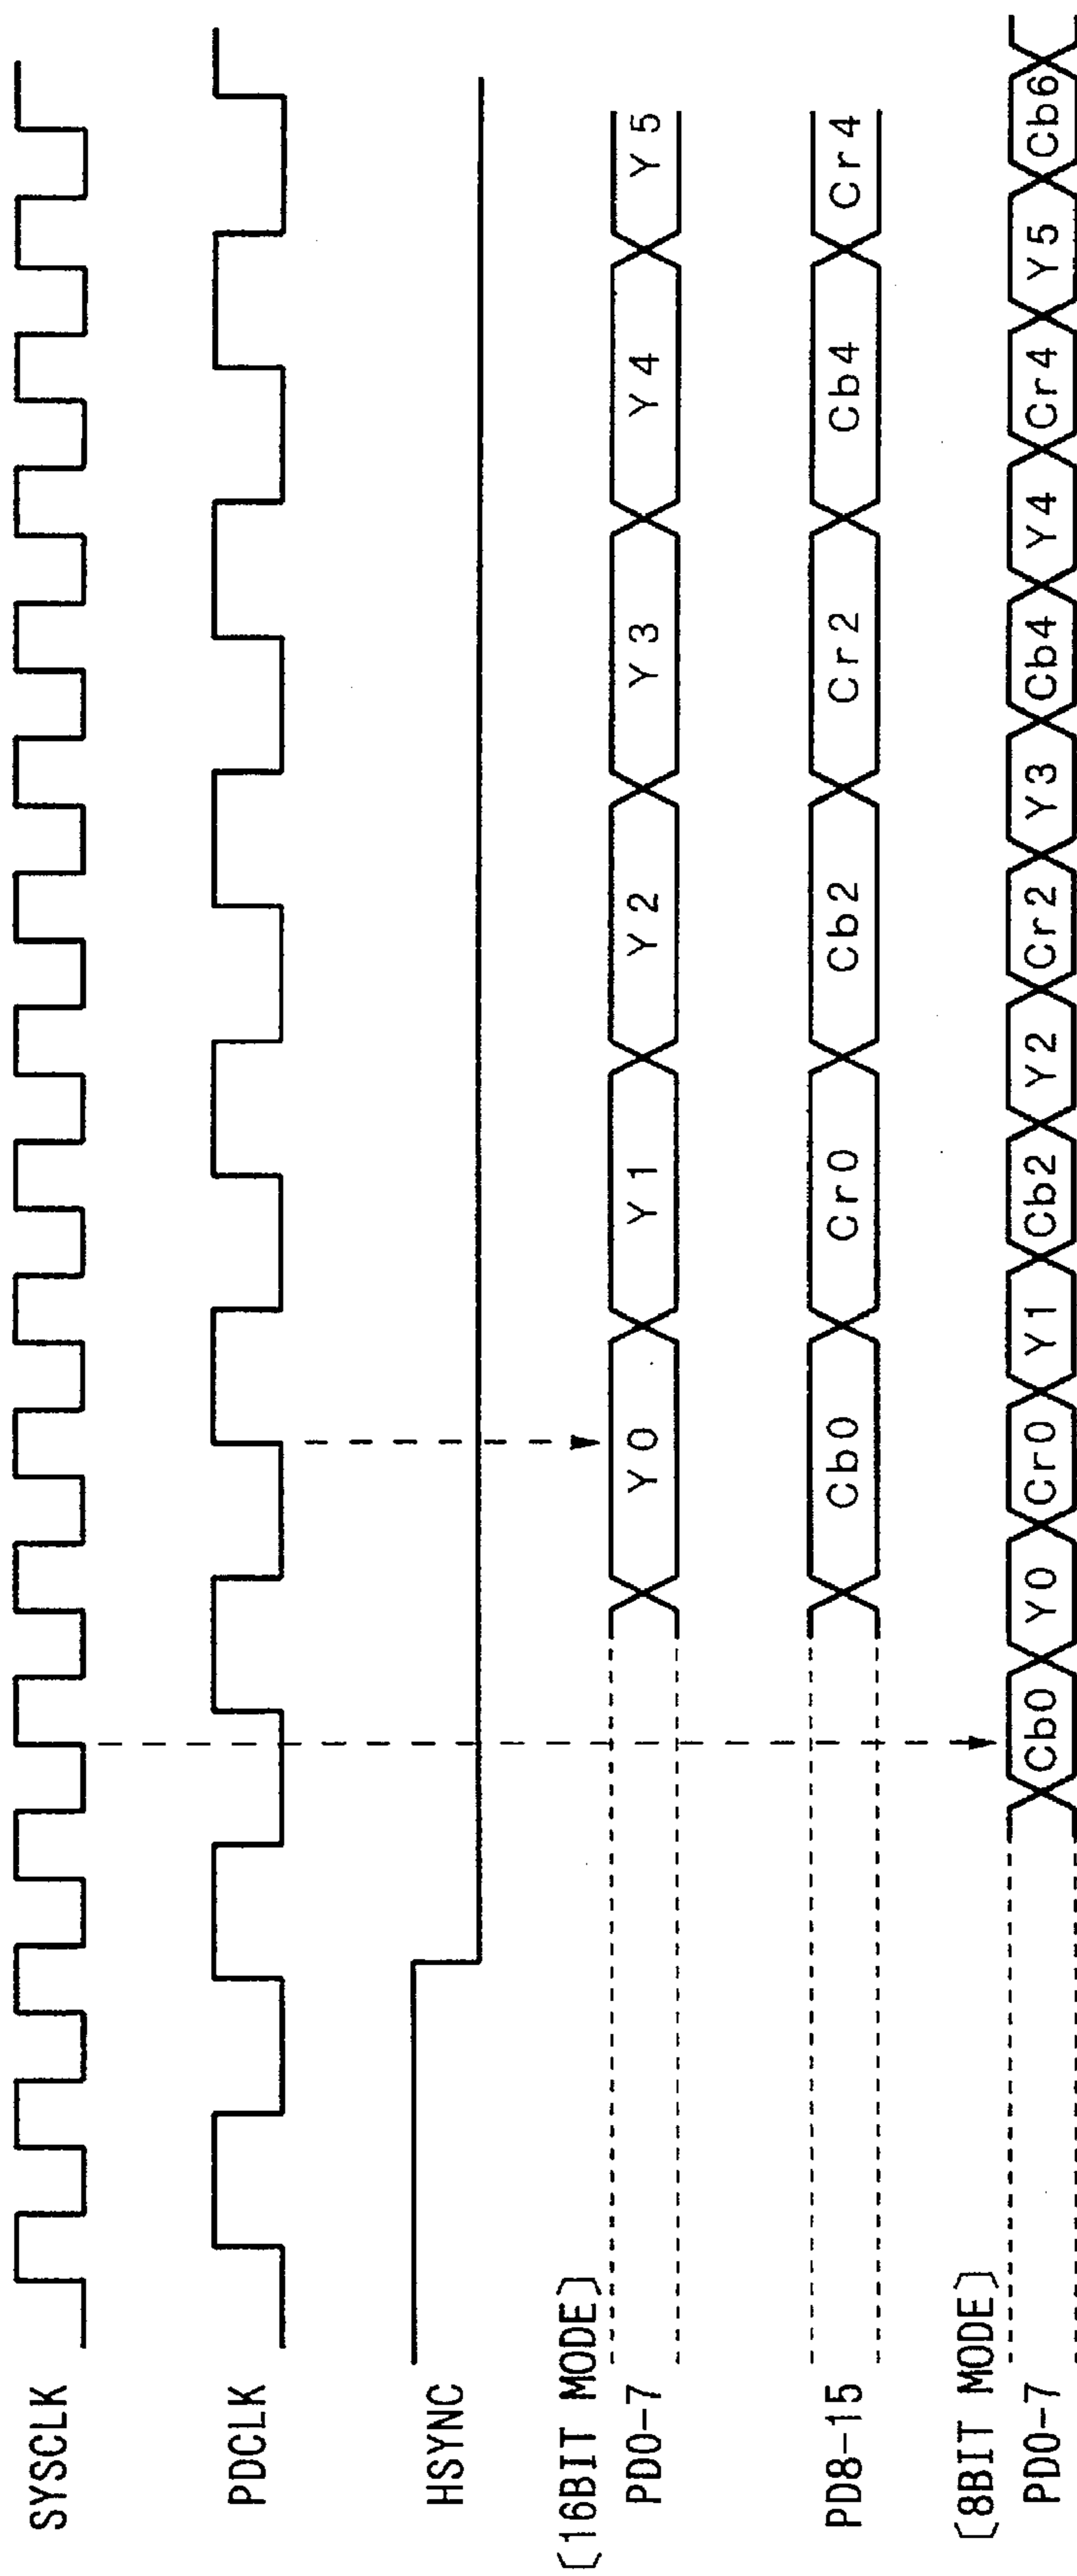 SYSCLK
PDCLK
HSYNC
(16BIT MODE)
PD0-7 Y0 Y1 Y2 Y3 Y4 Y5
PD8-15 Cb0 Cr0 Cb2 Cr2 Cb4 Cr4
(8BIT MODE)
PD0-7 Cb0 Y0 Cr0 Y1 Cb2 Y2 Cr2 Y3 Cb4 Y4 Cr4 Y5 Cb6